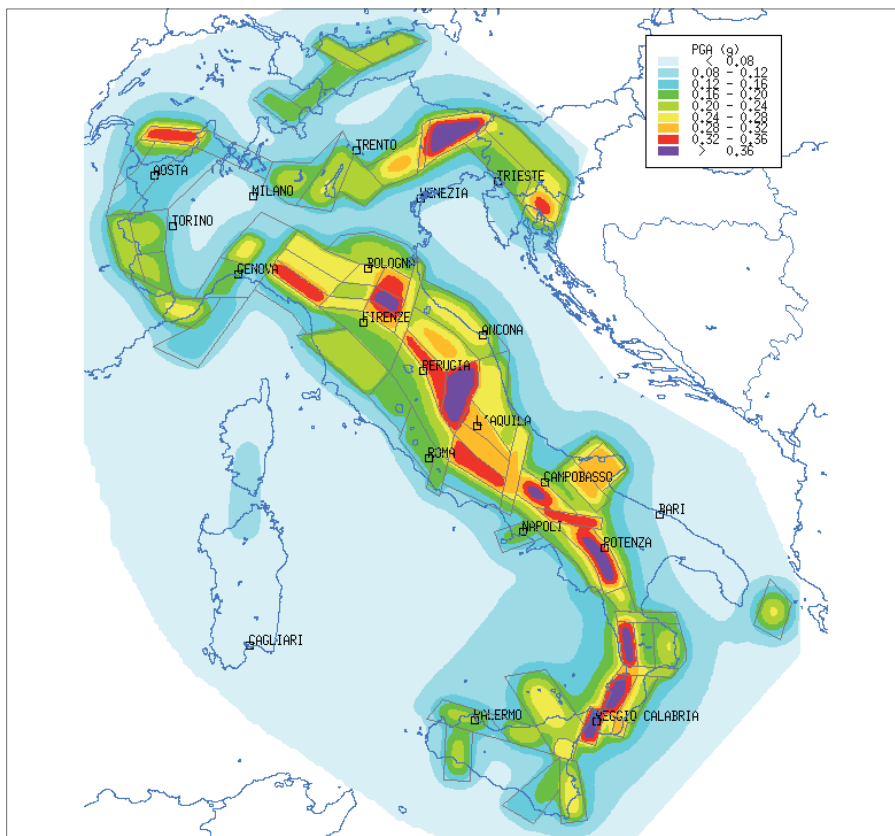 PGA (g)
< 0.08
0.08 - 0.12
0.12 - 0.16
0.16 - 0.20
0.20 - 0.24
0.24 - 0.28
0.28 - 0.32
0.32 - 0.36
> 0.36
TRENTO
AOSTA
TRIESTE
MILANO
VENEZIA
TORINO
BOLOGNA
GENOVA
FIRENZE
ANCONA
PERUGIA
L'AQUILA
ROMA
CAMPOBASSO
BARI
NAPOLI
POTENZA
CAGLIARI
PALERMO
REGGIO CALABRIA